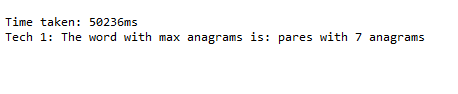 Time taken: 50236ms
Tech 1: The word with max anagrams is: pares with 7 anagrams